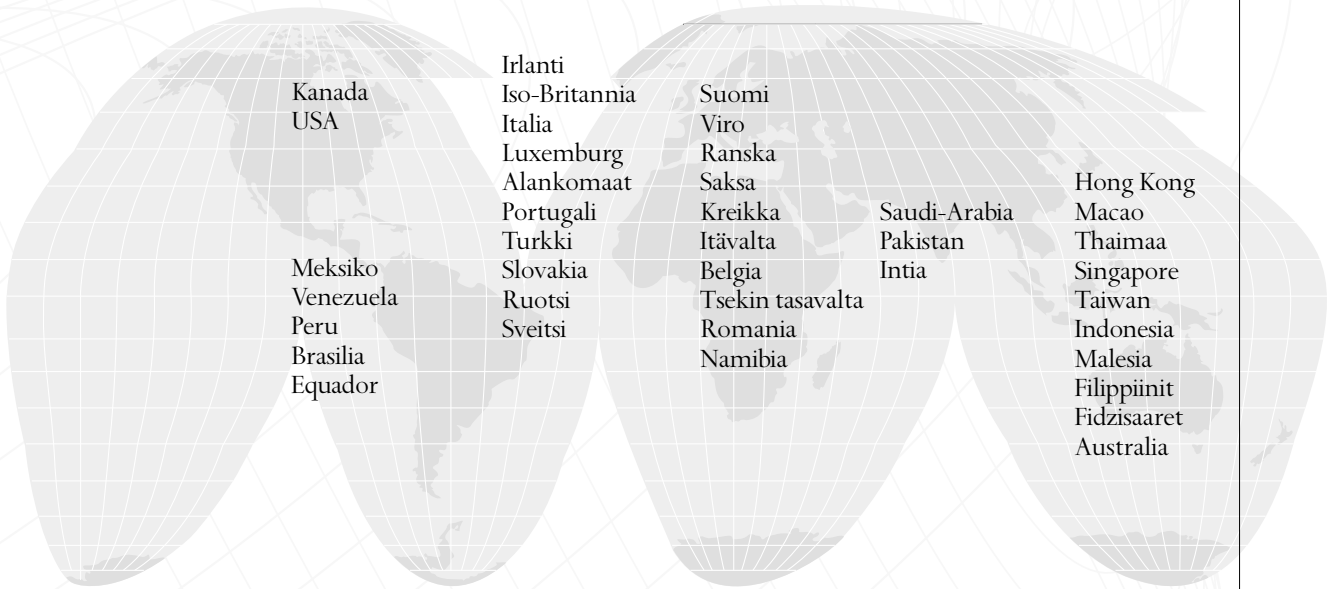 Kanada
USA
Meksiko
Venezuela
Peru
Brasilia
Equador
Irlanti
Iso-Britannia
Italia
Luxemburg
Alankomaat
Portugali
Turkki
Slovakia
Ruotsi
Sveitsi
Suomi
Viro
Ranska
Saksa
Kreikka
Itävalta
Belgia
Tsekin tasavalta
Romania
Namibia
Saudi-Arabia
Pakistan
Intia
Hong Kong
Macao
Thaimaa
Singapore
Taiwan
Indonesia
Malesia
Filippiinit
Fidzisaaret
Australia